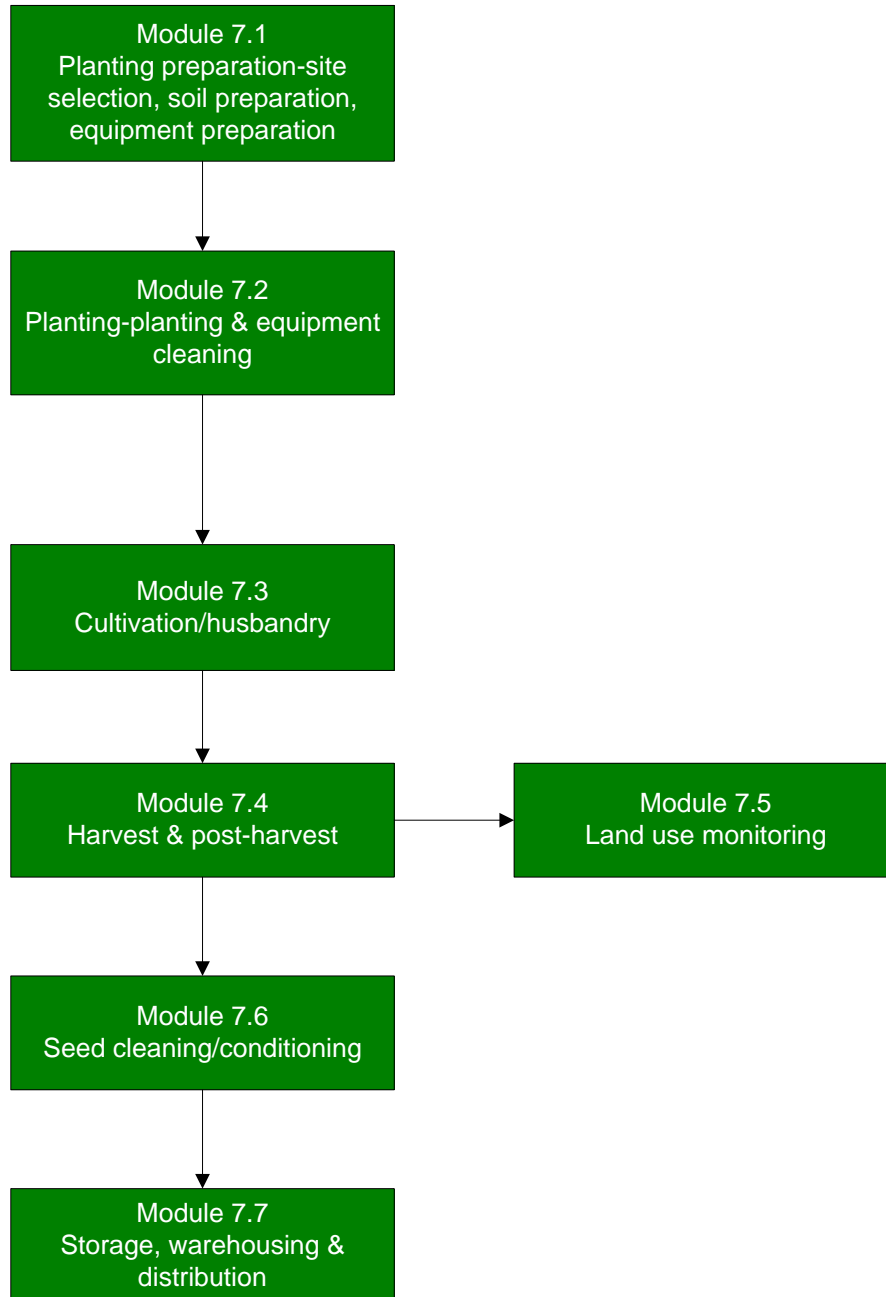 Module 7.1
Planting preparation-site
selection, soil preparation,
equipment preparation
Module 7.2
Planting-planting & equipment
cleaning
Module 7.3
Cultivation/husbandry
Module 7.4
Harvest & post-harvest
Module 7.5
Land use monitoring
Module 7.6
Seed cleaning/conditioning
Module 7.7
Storage, warehousing &
distribution